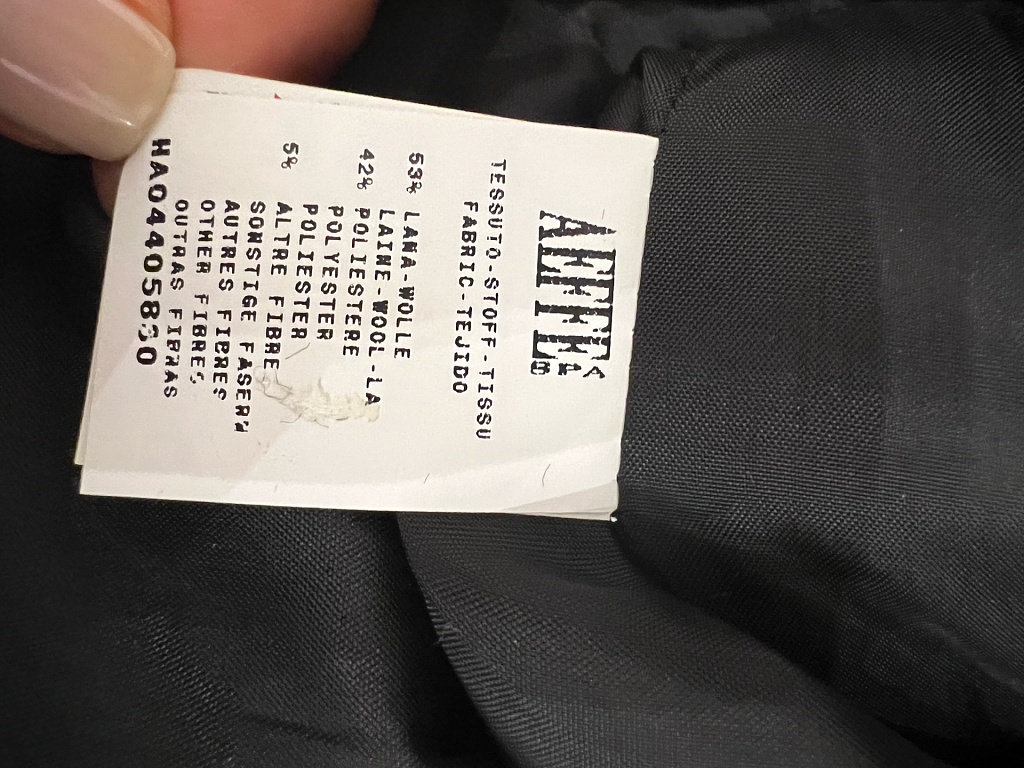 AEFFE
TESSUTO-STOFF-TISSU
FABRIC-TEJIDO
53% LANA-WOLLE
LAINE-WOOL-LA
42% POLIESTERE
POLYESTER
POLIESTER
5% ALTRE FIBRE
SONSTIGE FASERN
AUTRES FIBRES
OTHER FIBRES
OUTRAS FIBRAS